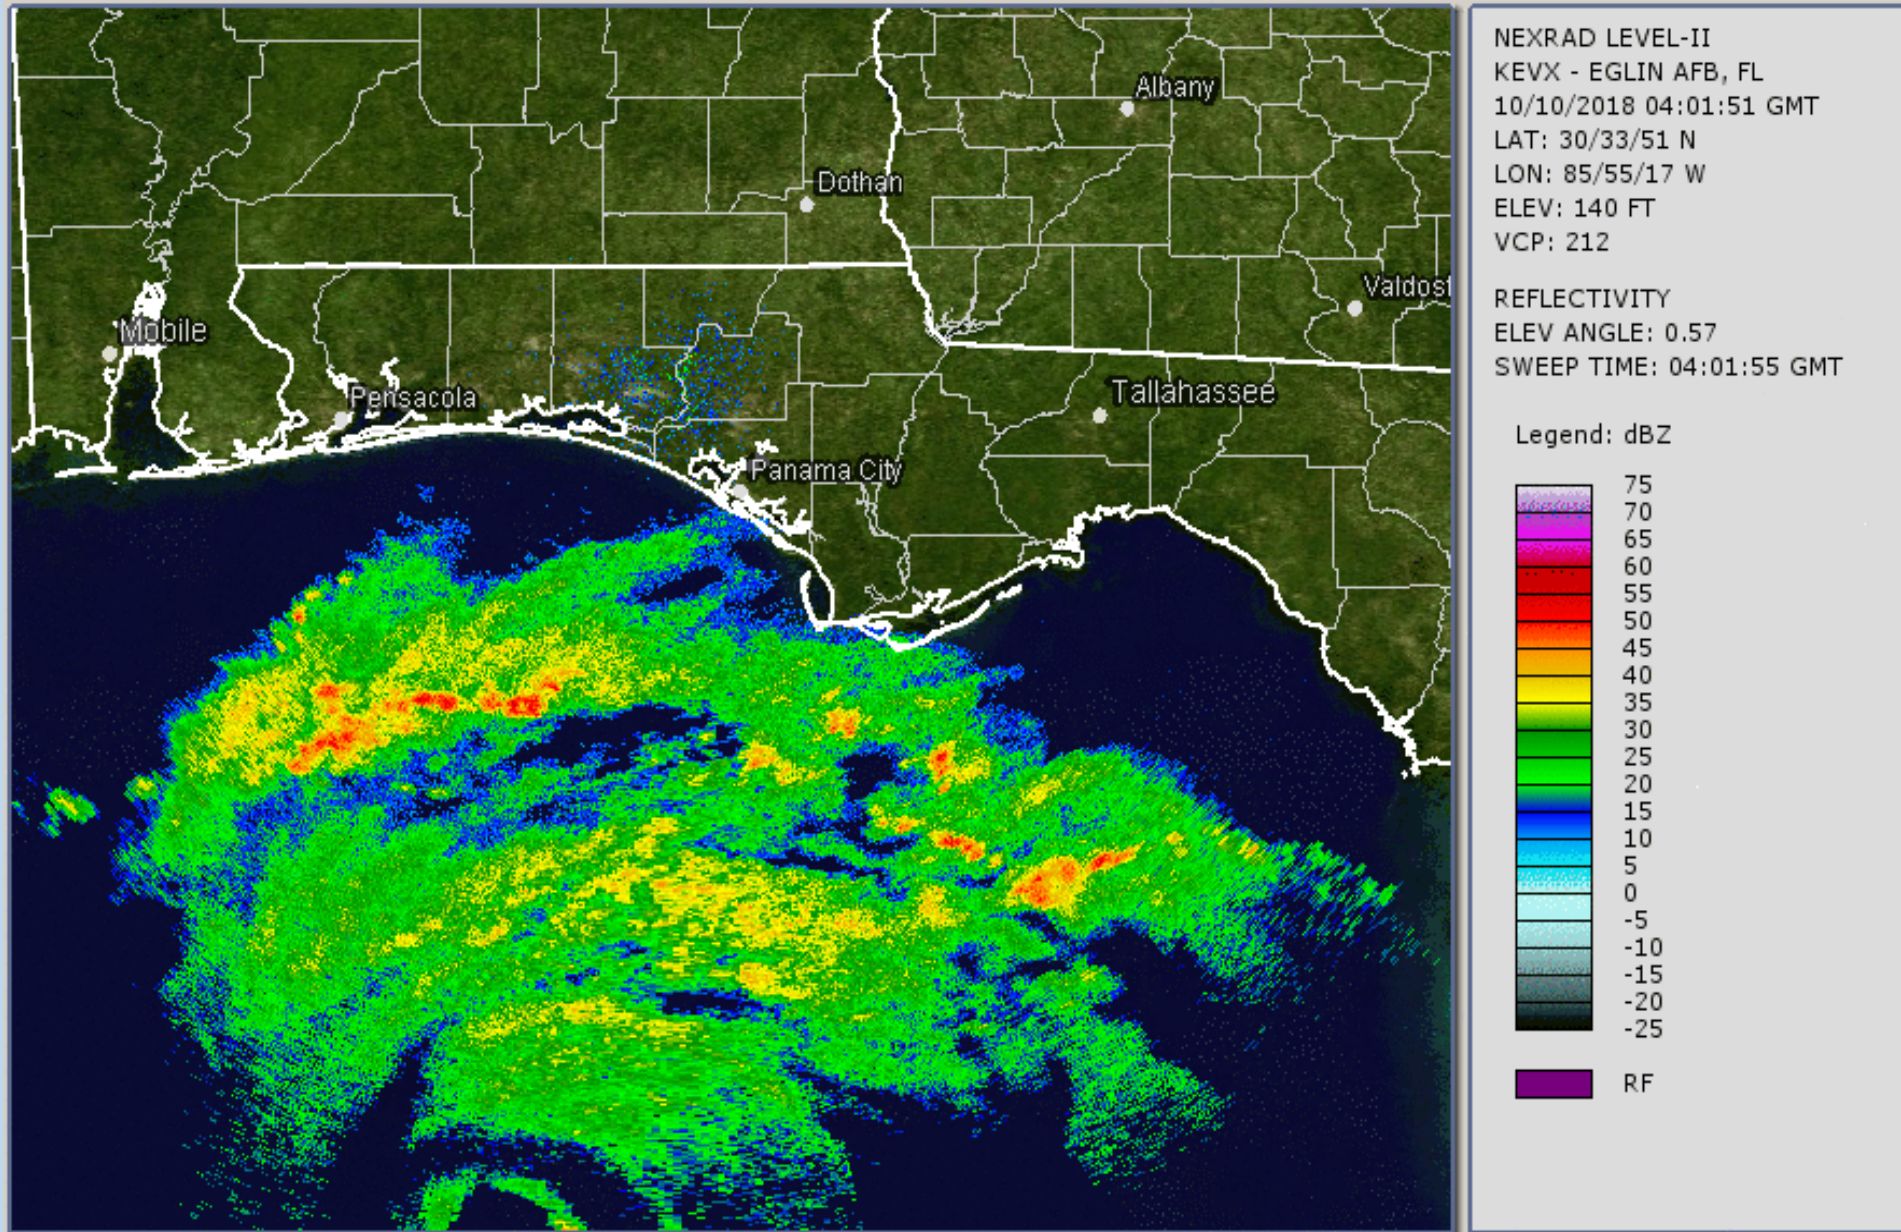 Albany
Dothan
Valdost
Mobile
Pensacola
Tallahassee
Panama City
NEXRAD LEVEL-II
KEVX - EGLIN AFB, FL
10/10/2018 04:01:51 GMT
LAT: 30/33/51 N
LON: 85/55/17 W
ELEV: 140 FT
VCP: 212
REFLECTIVITY
ELEV ANGLE: 0.57
SWEEP TIME: 04:01:55 GMT
Legend: dBZ
75
70
65
60
55
50
45
40
35
30
25
20
15
10
5
0
-5
-10
-15
-20
-25
RF